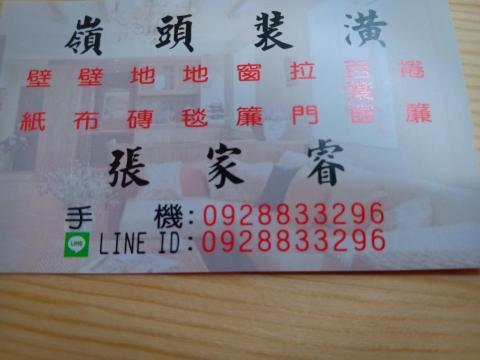 嶺頭裝潢
壁紙 壁布 地磚 地毯 窗簾 拉門 百葉窗 捲簾
張家睿
手機:0928833296
LINE ID:0928833296